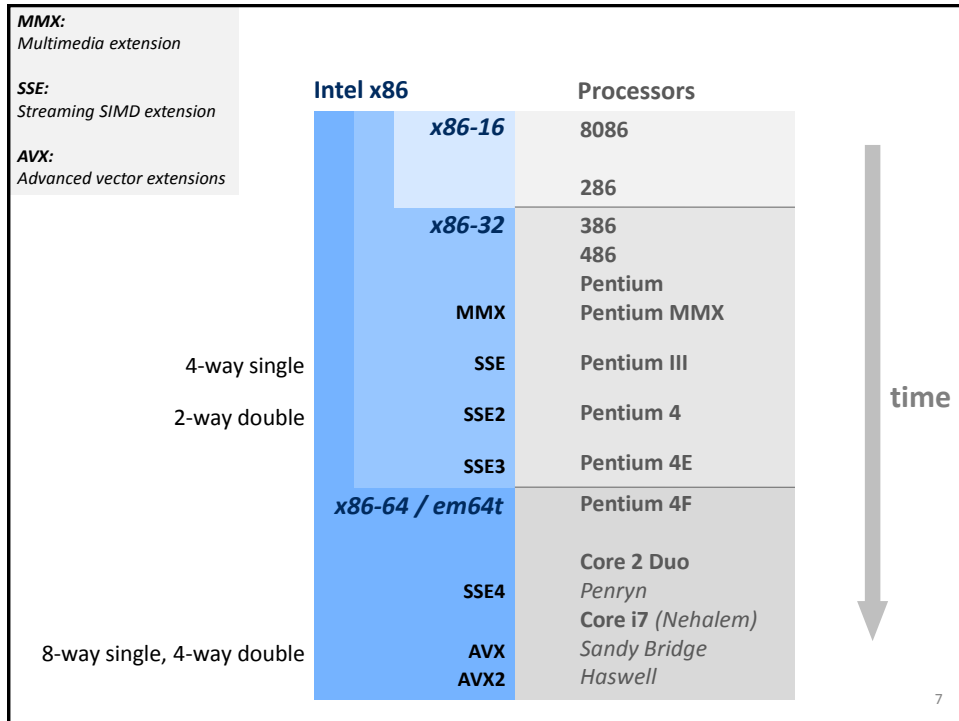 MMX:
Multimedia extension
SSE:
Streaming SIMD extension
AVX:
Advanced vector extensions
Intel x86
Processors
x86-16
8086
286
x86-32
386
486
Pentium
MMX
Pentium MMX
4-way single
SSE
Pentium III
2-way double
SSE2
Pentium 4
SSE3
Pentium 4E
x86-64 / em64t
Pentium 4F
Core 2 Duo
SSE4
Penryn
Core i7 (Nehalem)
8-way single, 4-way double
AVX
Sandy Bridge
AVX2
Haswell
time
7